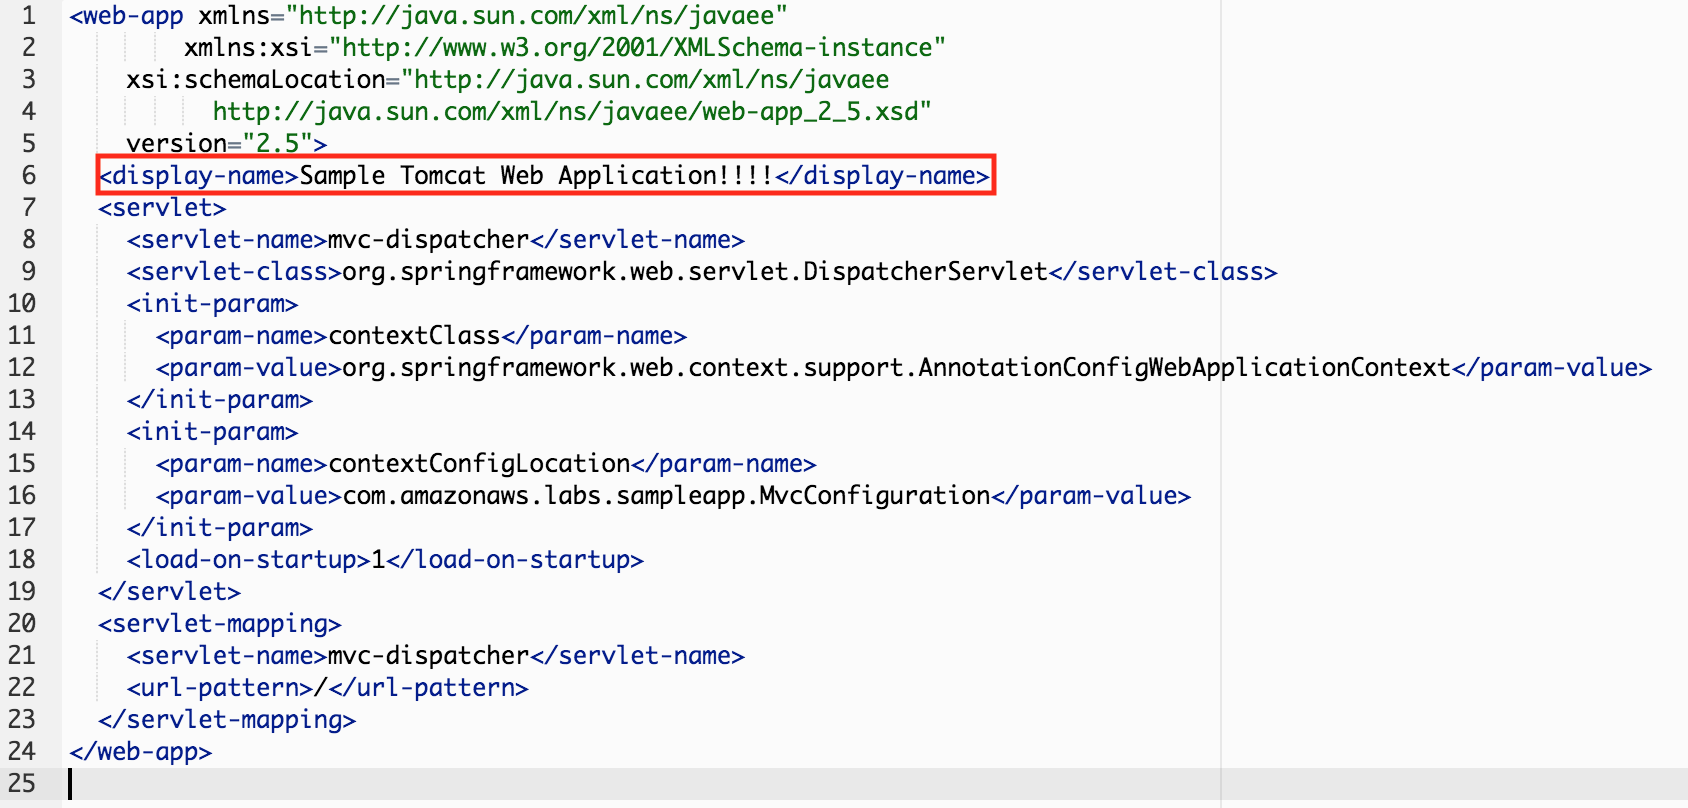 1 <web-app xmlns="http://java.sun.com/xml/ns/javaee"
2 xmlns:xsi="http://www.w3.org/2001/XMLSchema-instance"
3 xsi:schemaLocation="http://java.sun.com/xml/ns/javaee
4 http://java.sun.com/xml/ns/javaee/web-app_2_5.xsd"
5 version="2.5">
6 <display-name>Sample Tomcat Web Application!!!!</display-name>
7 <servlet>
8 <servlet-name>mvc-dispatcher</servlet-name>
9 <servlet-class>org.springframework.web.servlet.DispatcherServlet</servlet-class>
10 <init-param>
11 <param-name>contextClass</param-name>
12 <param-value>org.springframework.web.context.support.AnnotationConfigWebApplicationContext</param-value>
13 </init-param>
14 <init-param>
15 <param-name>contextConfigLocation</param-name>
16 <param-value>com.amazonaws.labs.sampleapp.MvcConfiguration</param-value>
17 </init-param>
18 <load-on-startup>1</load-on-startup>
19 </servlet>
20 <servlet-mapping>
21 <servlet-name>mvc-dispatcher</servlet-name>
22 <url-pattern>/</url-pattern>
23 </servlet-mapping>
24 </web-app>
25